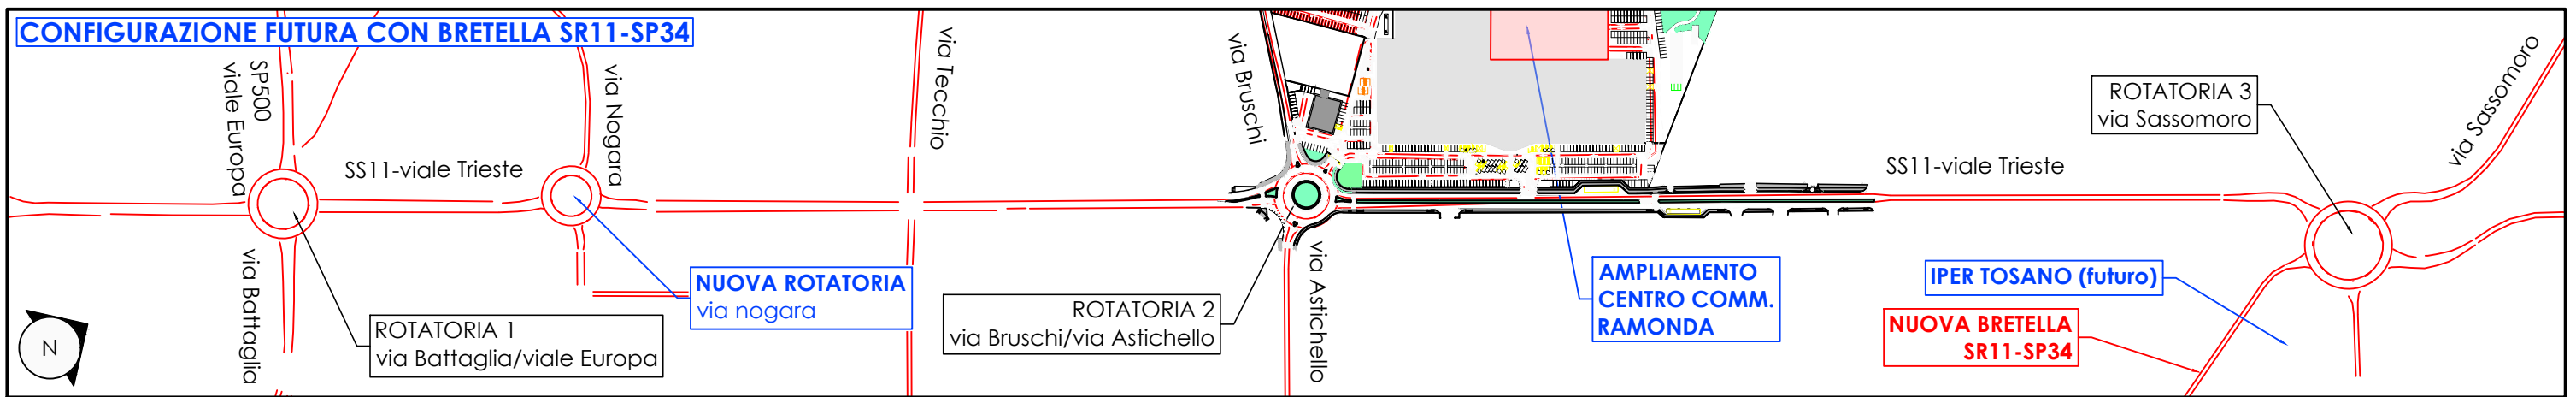 CONFIGURAZIONE FUTURA CON BRETELLA SR11-SP34
SP500
viale Europa
via Nogara
via Tecchio
via Bruschi
ROTATORIA 3
via Sassomoro
via Sassomoro
SS11-viale Trieste
SS11-viale Trieste
via Battaglia
NUOVA ROTATORIA
via nogara
ROTATORIA 1
via Battaglia/viale Europa
ROTATORIA 2
via Bruschi/via Astichello
via Astichello
AMPLIAMENTO
CENTRO COMM.
RAMONDA
IPER TOSANO (futuro)
NUOVA BRETELLA
SR11-SP34
N